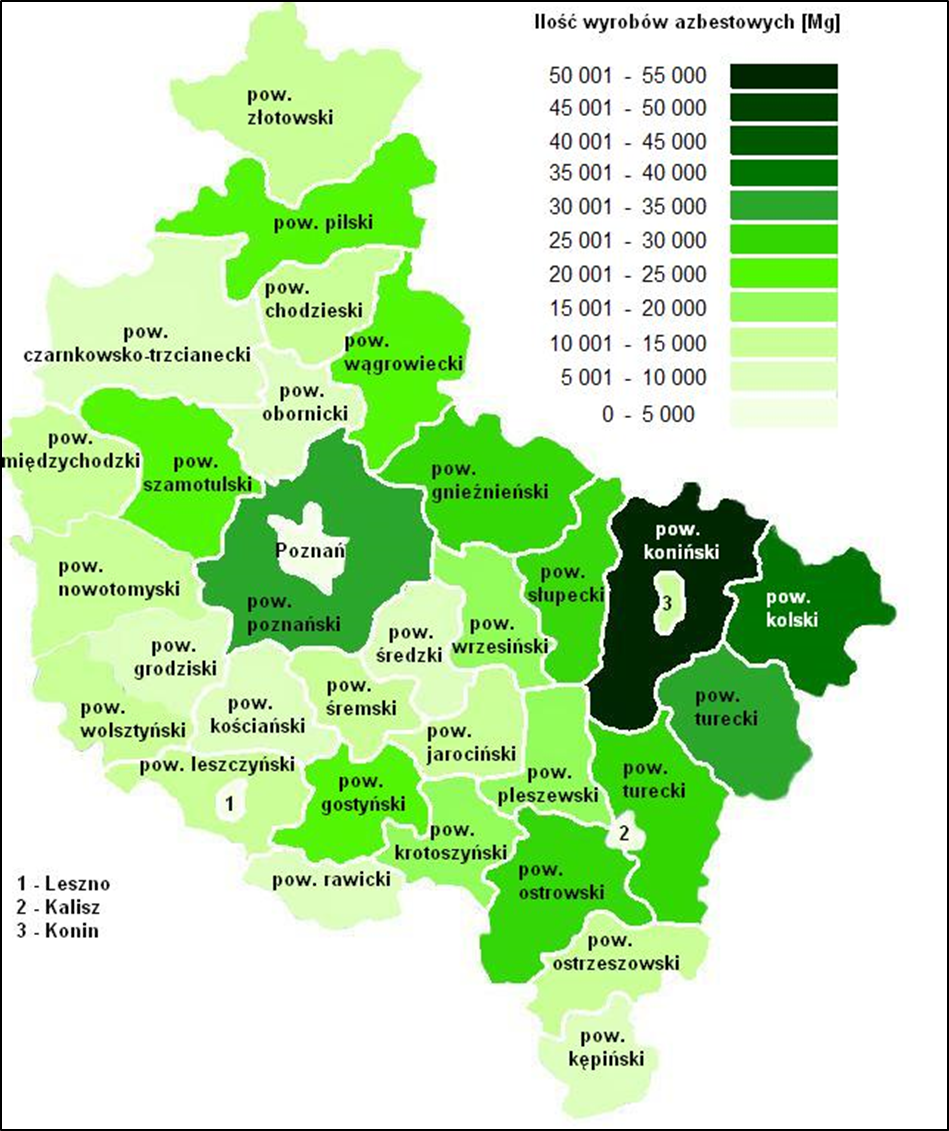 Ilość wyrobów azbestowych [Mg]
50 001 - 55 000
45 001 - 50 000
40 001 - 45 000
35 001 - 40 000
30 001 - 35 000
25 001 - 30 000
20 001 - 25 000
15 001 - 20 000
10 001 - 15 000
5 001 - 10 000
0 - 5 000
pow.
złotowski
pow. pilski
pow.
chodzieski
pow.
czarnkowsko-trzcianecki
pow.
wągrowiecki
pow.
obornicki
pow.
międzychodzki
pow.
szamotulski
pow.
gnieźnieński
pow.
koniński
Poznań
pow.
nowotomyski
pow.
słupecki
3
pow.
kolski
pow.
poznański
pow.
średzki
pow.
wrzesiński
pow.
grodziski
pow.
śremski
pow.
turecki
pow.
kościański
pow.
wolsztyński
pow.
jarociński
pow. leszczyński
pow.
pleszewski
pow.
turecki
pow.
gostyński
1
2
pow.
krotoszyński
pow. rawicki
pow.
ostrowski
1 - Leszno
2 - Kalisz
3 - Konin
pow.
ostrzeszowski
pow.
kępiński